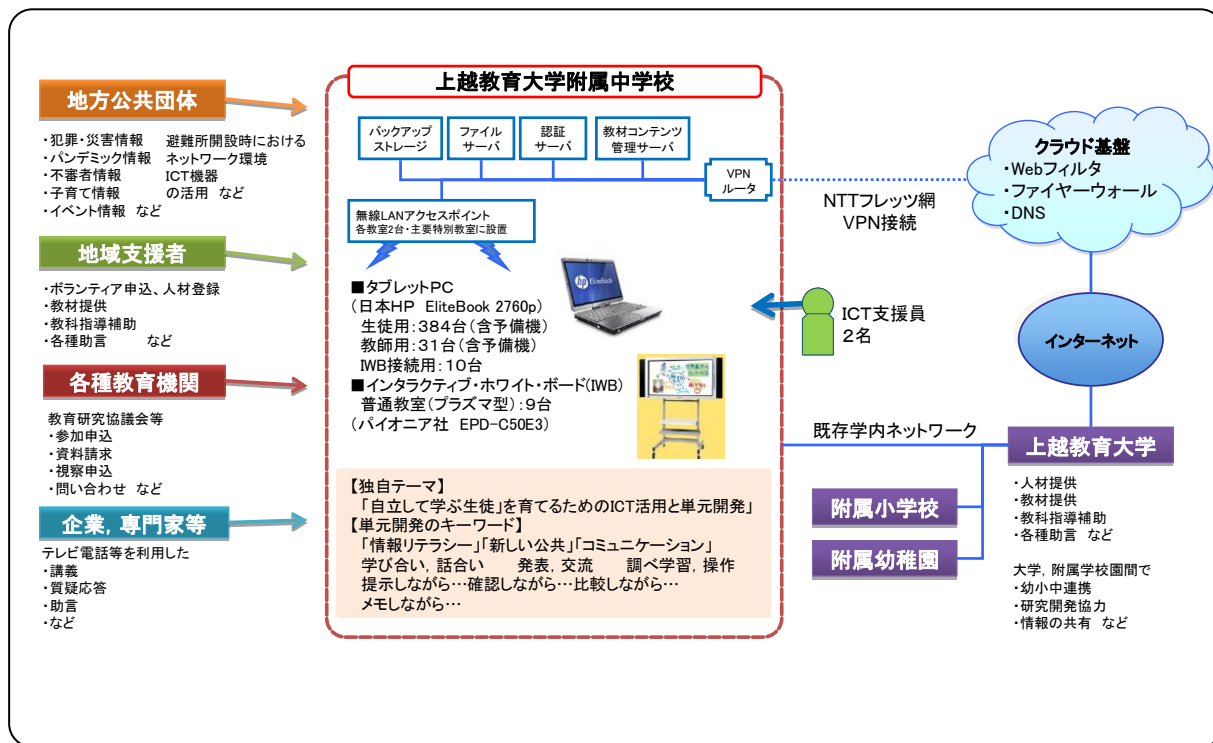 上越教育大学附属中学校
地方公共団体
・犯罪・災害情報
・パンデミック情報
・不審者情報
・子育て情報
・イベント情報 など
避難所開設時における
ネットワーク環境
ICT機器
の活用 など
地域支援者
・ボランティア申込、人材登録
・教材提供
・教科指導補助
・各種助言 など
各種教育機関
教育研究協議会等
・参加申込
・資料請求
・視察申込
・問い合わせ など
企業，専門家等
テレビ電話等を利用した
・講義
・質疑応答
・助言
・など
バックアップ
ストレージ
ファイル
サーバ
認証
サーバ
教材コンテンツ
管理サーバ
VPN
ルータ
無線LANアクセスポイント
各教室2台・主要特別教室に設置
■タブレットPC
(日本HP EliteBook 2760p)
生徒用：384台(含予備機)
教師用：31台(含予備機)
IWB接続用：10台
■インタラクティブ・ホワイト・ボード(IWB)
普通教室(プラズマ型)：9台
(パイオニア社 EPD-C50E3)
hp EliteBook
【独自テーマ】
「自立して学ぶ生徒」を育てるためのICT活用と単元開発」
【単元開発のキーワード】
「情報リテラシー」「新しい公共」「コミュニケーション」
学び合い，話合い 発表，交流 調べ学習，操作
提示しながら…確認しながら…比較しながら…
メモしながら…
ICT支援員
２名
NTTフレッツ網
VPN接続
クラウド基盤
・Webフィルタ
・ファイヤーウォール
・DNS
インターネット
既存学内ネットワーク
上越教育大学
附属小学校
附属幼稚園
・人材提供
・教材提供
・教科指導補助
・各種助言 など
大学，附属学校園間で
・幼小中連携
・研究開発協力
・情報の共有 など